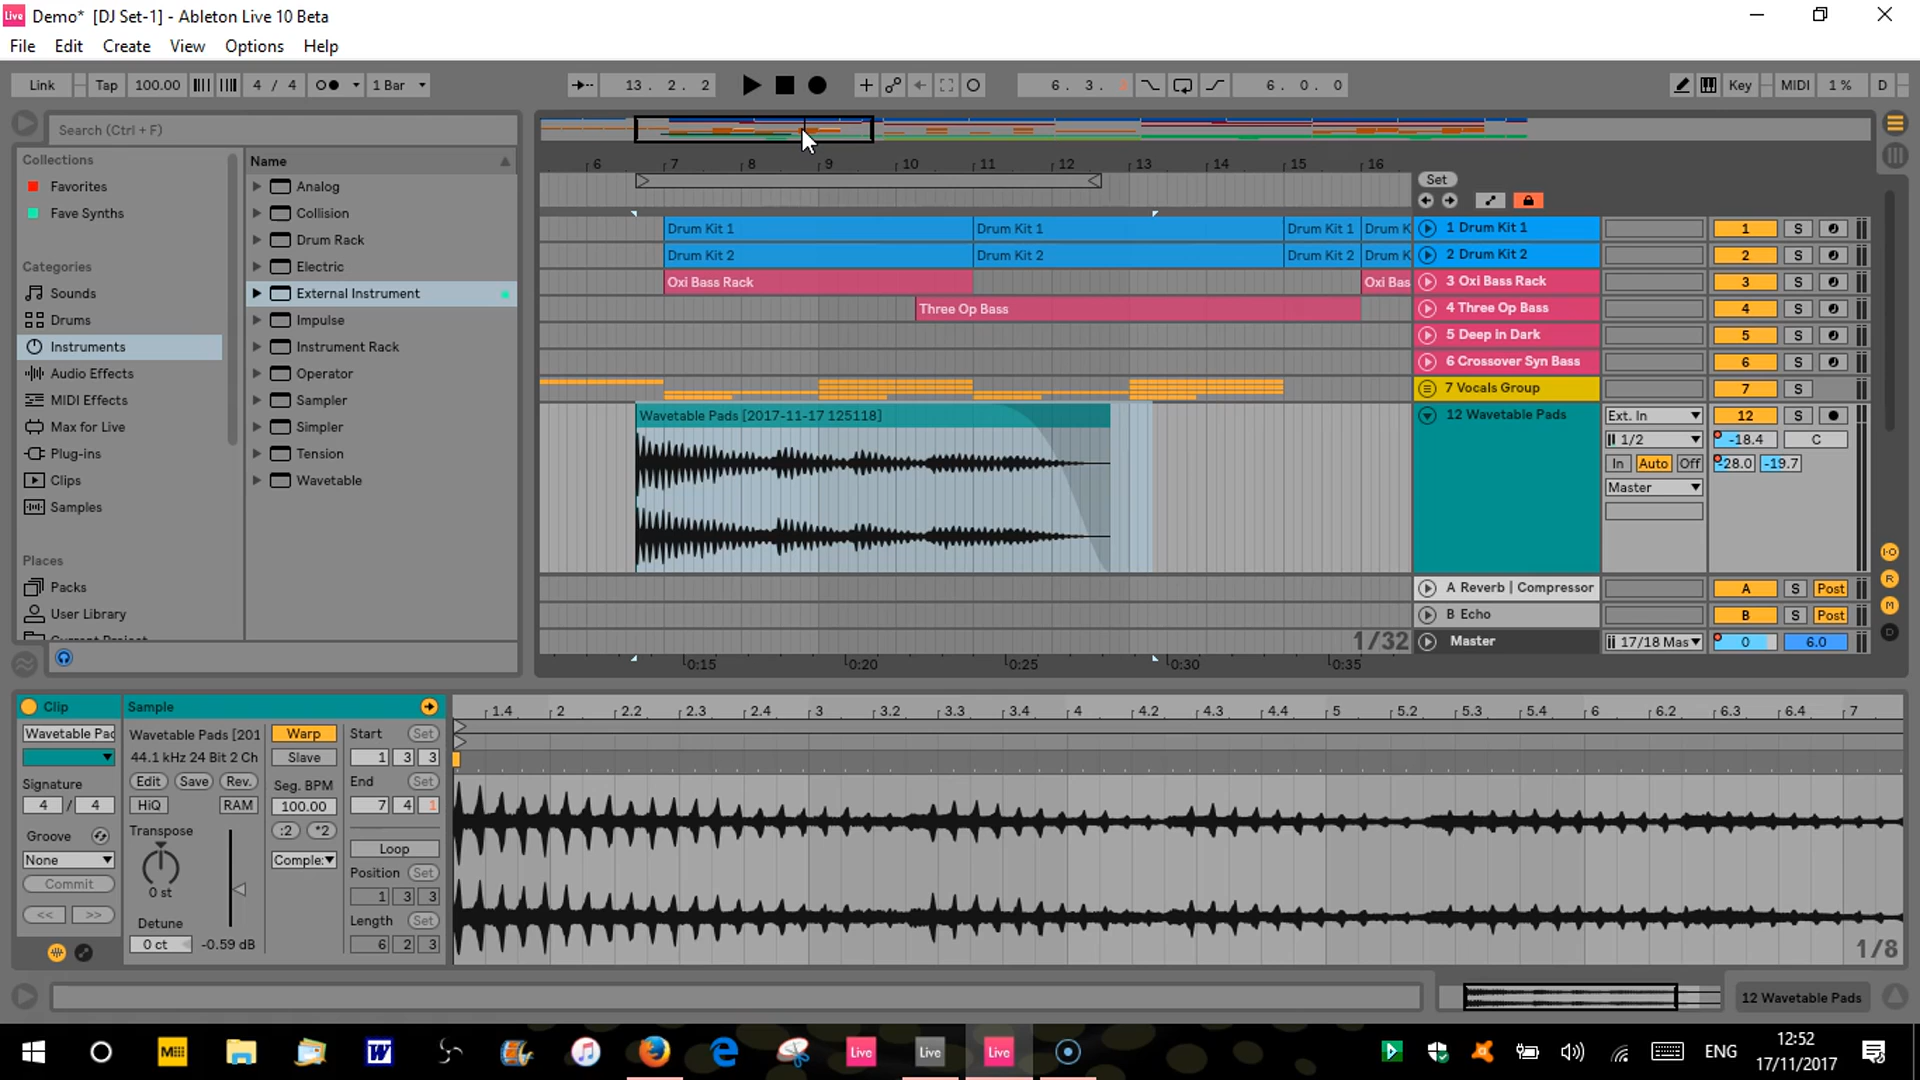 Live Demo* [DJ Set-1] - Ableton Live 10 Beta
File Edit Create View Options Help
Link Tap 100.00 4 / 4 1 Bar 13. 2. 2 6. 3. 6. 0. 0 Key MIDI 1 % D
Search (Ctrl + F)
Collections
Favorites
Fave Synths
Categories
Sounds
Drums
Instruments
Audio Effects
MIDI Effects
Max for Live
Plug-ins
Clips
Samples
Places
Packs
User Library
Current Project
Name
Analog
Collision
Drum Rack
Electric
External Instrument
Impulse
Instrument Rack
Operator
Sampler
Simpler
Tension
Wavetable
6 7 8 9 10 11 12 13 14 15 16
Set
Drum Kit 1 Drum Kit 1 Drum Kit 1 Drum K 1 Drum Kit 1 1 S
Drum Kit 2 Drum Kit 2 Drum Kit 2 Drum K 2 Drum Kit 2 2 S
Oxi Bass Rack Oxi Bas 3 Oxi Bass Rack 3 S
Three Op Bass 4 Three Op Bass 4 S
5 Deep in Dark 5 S
6 Crossover Syn Bass 6 S
7 Vocals Group 7 S
Wavetable Pads [2017-11-17 125118] 12 Wavetable Pads Ext. In 12 S
1/2 -18.4 C
In Auto Off -28.0 -19.7
Master
A Reverb | Compressor A S Post
B Echo B S Post
1/32 Master 17/18 Mas 0 6.0
0:15 0:20 0:25 0:30 0:35
Clip
Wavetable Pad
Signature
4 / 4
Groove
None
Commit
<< >>
Sample
Wavetable Pads [201
44.1 kHz 24 Bit 2 Ch
Edit Save Rev.
HiQ RAM
Transpose
0 st
Detune
0 ct -0.59 dB
Warp
Slave
Seg. BPM
100.00
:2 *2
Comple:
Start Set
1 3 3
End Set
7 4 1
Loop
Position Set
1 3 3
Length Set
6 2 3
1.4 2 2.2 2.3 2.4 3 3.2 3.3 3.4 4 4.2 4.3 4.4 5 5.2 5.3 5.4 6 6.2 6.3 6.4 7
1/8
12 Wavetable Pads
Live Live Live
ENG
12:52
17/11/2017